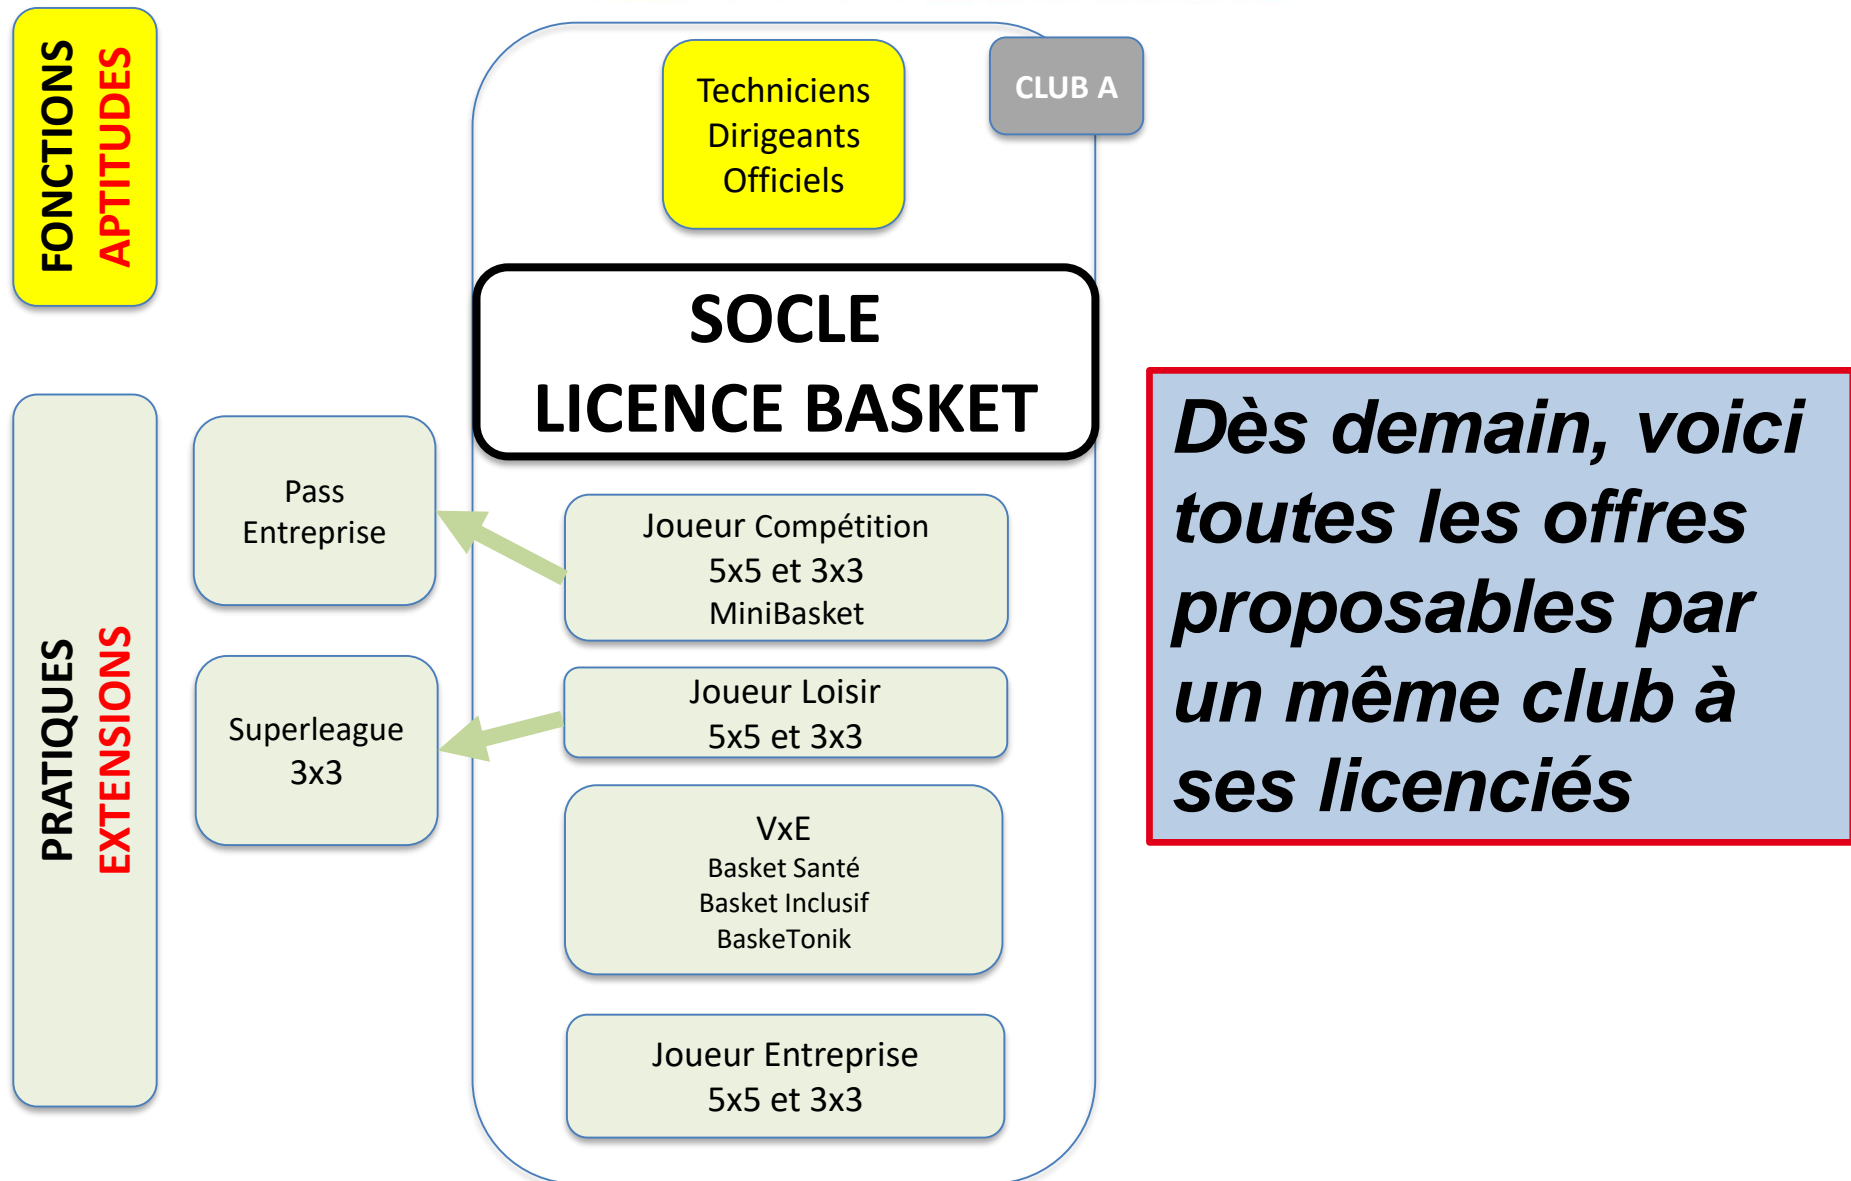 FONCTIONS
APTITUDES
Techniciens
Dirigeants
Officiels
CLUB A
SOCLE
LICENCE BASKET
PRATIQUES
EXTENSIONS
Pass
Entreprise
Superleague
3x3
Joueur Compétition
5x5 et 3x3
MiniBasket
Joueur Loisir
5x5 et 3x3
VxE
Basket Santé
Basket Inclusif
BaskeTonik
Joueur Entreprise
5x5 et 3x3
Dès demain, voici
toutes les offres
proposables par
un même club à
ses licenciés